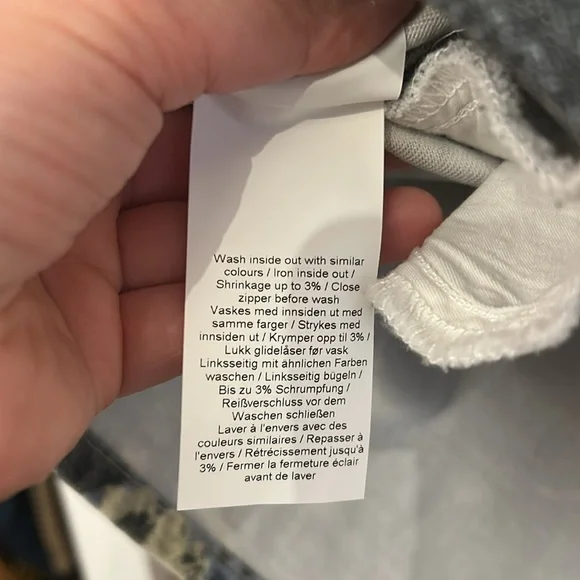 Wash inside out with similar
colours / Iron inside out /
Shrinkage up to 3% / Close
zipper before wash
Vaskes med innsiden ut med
samme farger / Strykes med
innsiden ut / Krymper opp til 3% /
Lukk glidelåser før vask
Linksseitig mit ähnlichen Farben
waschen / Linksseitig bügeln /
Bis zu 3% Schrumpfung /
Reißverschluss vor dem
Waschen schließen
Laver à l'envers avec des
couleurs similaires / Repasser à
l'envers / Rétrécissement jusqu'à
3% / Fermer la fermeture éclair
avant de laver